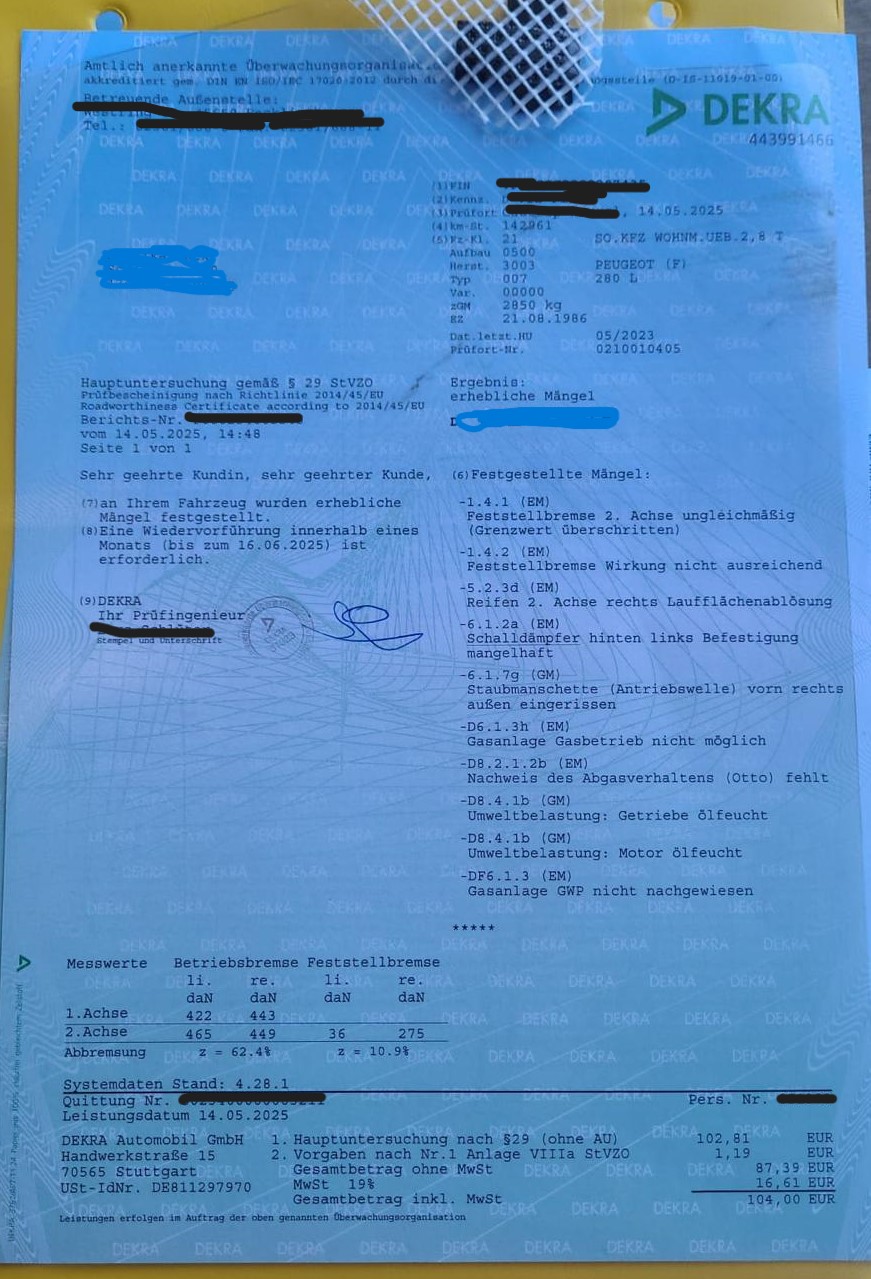 Amtlich anerkannte Überwachungsorganisat
akkreditiert gem. DIN EN ISO/IEC 17020:2012 durch di
ngsstelle (D-IS-11019-01-00)
Betreuende Außenstelle:
Tel.:
DEKRA
443991466
(1)FIN
(2)Kennz.
(3)Prüfort , 14.05.2025
(4)km-St. 142961
(5)Fz-Kl. 21 SO.KFZ WOHNM.UEB.2,8 T
Aufbau 0500
Herst. 3003 PEUGEOT (F)
Typ 007 280 L
Var. 00000
zGM 2850 kg
EZ 21.08.1986
Dat.letzt.HU 05/2023
Prüfort-Nr. 0210010405
Hauptuntersuchung gemäß § 29 StVZO
Prüfbescheinigung nach Richtlinie 2014/45/EU
Roadworthiness Certificate according to 2014/45/EU
Berichts-Nr.
vom 14.05.2025, 14:48
Seite 1 von 1
Ergebnis:
erhebliche Mängel
Sehr geehrte Kundin, sehr geehrter Kunde,
(7)an Ihrem Fahrzeug wurden erhebliche
Mängel festgestellt.
(8)Eine Wiedervorführung innerhalb eines
Monats (bis zum 16.06.2025) ist
erforderlich.
(9)DEKRA
Ihr Prüfingenieur
Stempel und Unterschrift
(6)Festgestellte Mängel:
-1.4.1 (EM)
Feststellbremse 2. Achse ungleichmäßig
(Grenzwert überschritten)
-1.4.2 (EM)
Feststellbremse Wirkung nicht ausreichend
-5.2.3d (EM)
Reifen 2. Achse rechts Laufflächenablösung
-6.1.2a (EM)
Schalldämpfer hinten links Befestigung
mangelhaft
-6.1.7g (GM)
Staubmanschette (Antriebswelle) vorn rechts
außen eingerissen
-D6.1.3h (EM)
Gasanlage Gasbetrieb nicht möglich
-D8.2.1.2b (EM)
Nachweis des Abgasverhaltens (Otto) fehlt
-D8.4.1b (GM)
Umweltbelastung: Getriebe ölfeucht
-D8.4.1b (GM)
Umweltbelastung: Motor ölfeucht
-DF6.1.3 (EM)
Gasanlage GWP nicht nachgewiesen
*****
Messwerte Betriebsbremse Feststellbremse
li. re. li. re.
daN daN daN daN
1.Achse 422 443
2.Achse 465 449 36 275
Abbremsung z = 62.4% z = 10.9%
Systemdaten Stand: 4.28.1
Quittung Nr. Pers. Nr.
Leistungsdatum 14.05.2025
DEKRA Automobil GmbH
Handwerkstraße 15
70565 Stuttgart
USt-IdNr. DE811297970
1. Hauptuntersuchung nach §29 (ohne AU) 102,81 EUR
2. Vorgaben nach Nr.1 Anlage VIIIa StVZO 1,19 EUR
Gesamtbetrag ohne MwSt 87,39 EUR
MwSt 19% 16,61 EUR
Gesamtbetrag inkl. MwSt 104,00 EUR
Leistungen erfolgen im Auftrag der oben genannten Überwachungsorganisation